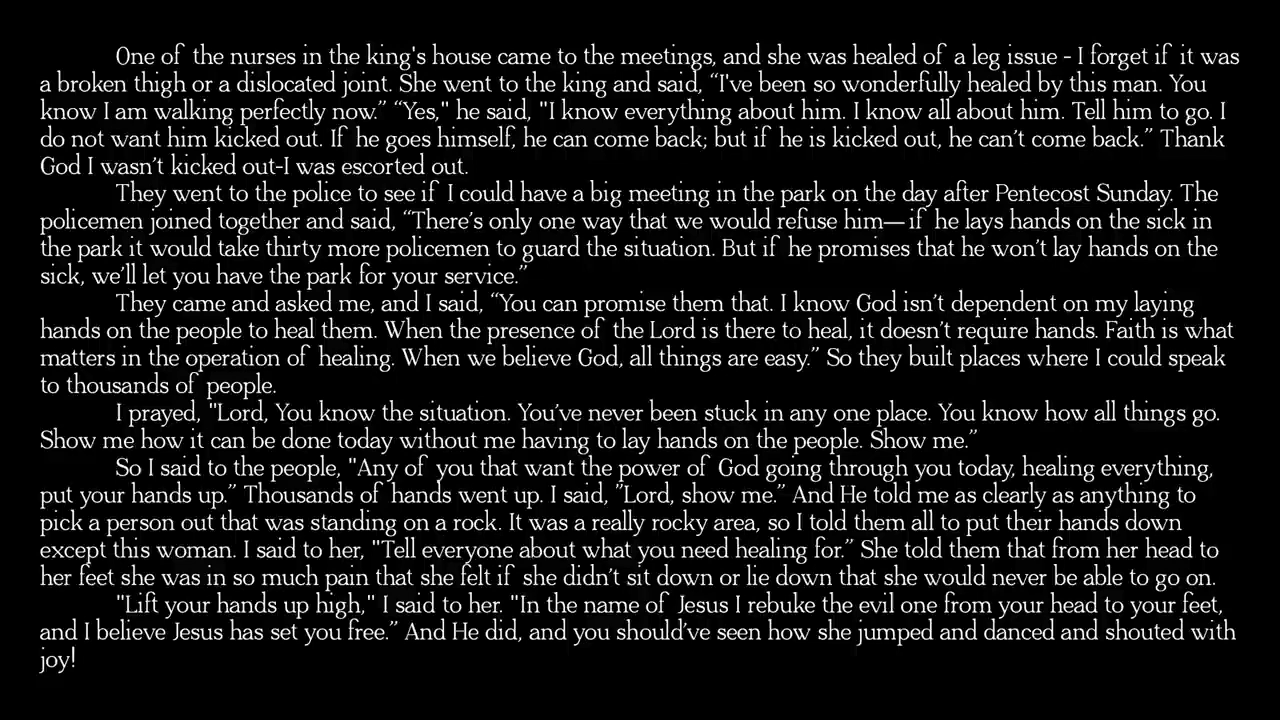 One of the nurses in the king's house came to the meetings, and she was healed of a leg issue - I forget if it was
a broken thigh or a dislocated joint. She went to the king and said, “I've been so wonderfully healed by this man. You
know I am walking perfectly now.” “Yes," he said, "I know everything about him. I know all about him. Tell him to go. I
do not want him kicked out. If he goes himself, he can come back; but if he is kicked out, he can’t come back.” Thank
God I wasn’t kicked out-I was escorted out.
They went to the police to see if I could have a big meeting in the park on the day after Pentecost Sunday. The
policemen joined together and said, “There’s only one way that we would refuse him—if he lays hands on the sick in
the park it would take thirty more policemen to guard the situation. But if he promises that he won’t lay hands on the
sick, we’ll let you have the park for your service.”
They came and asked me, and I said, “You can promise them that. I know God isn’t dependent on my laying
hands on the people to heal them. When the presence of the Lord is there to heal, it doesn’t require hands. Faith is what
matters in the operation of healing. When we believe God, all things are easy.” So they built places where I could speak
to thousands of people.
I prayed, "Lord, You know the situation. You’ve never been stuck in any one place. You know how all things go.
Show me how it can be done today without me having to lay hands on the people. Show me.”
So I said to the people, "Any of you that want the power of God going through you today, healing everything,
put your hands up.” Thousands of hands went up. I said, ”Lord, show me.” And He told me as clearly as anything to
pick a person out that was standing on a rock. It was a really rocky area, so I told them all to put their hands down
except this woman. I said to her, "Tell everyone about what you need healing for.” She told them that from her head to
her feet she was in so much pain that she felt if she didn’t sit down or lie down that she would never be able to go on.
"Lift your hands up high," I said to her. "In the name of Jesus I rebuke the evil one from your head to your feet,
and I believe Jesus has set you free.” And He did, and you should’ve seen how she jumped and danced and shouted with
joy!